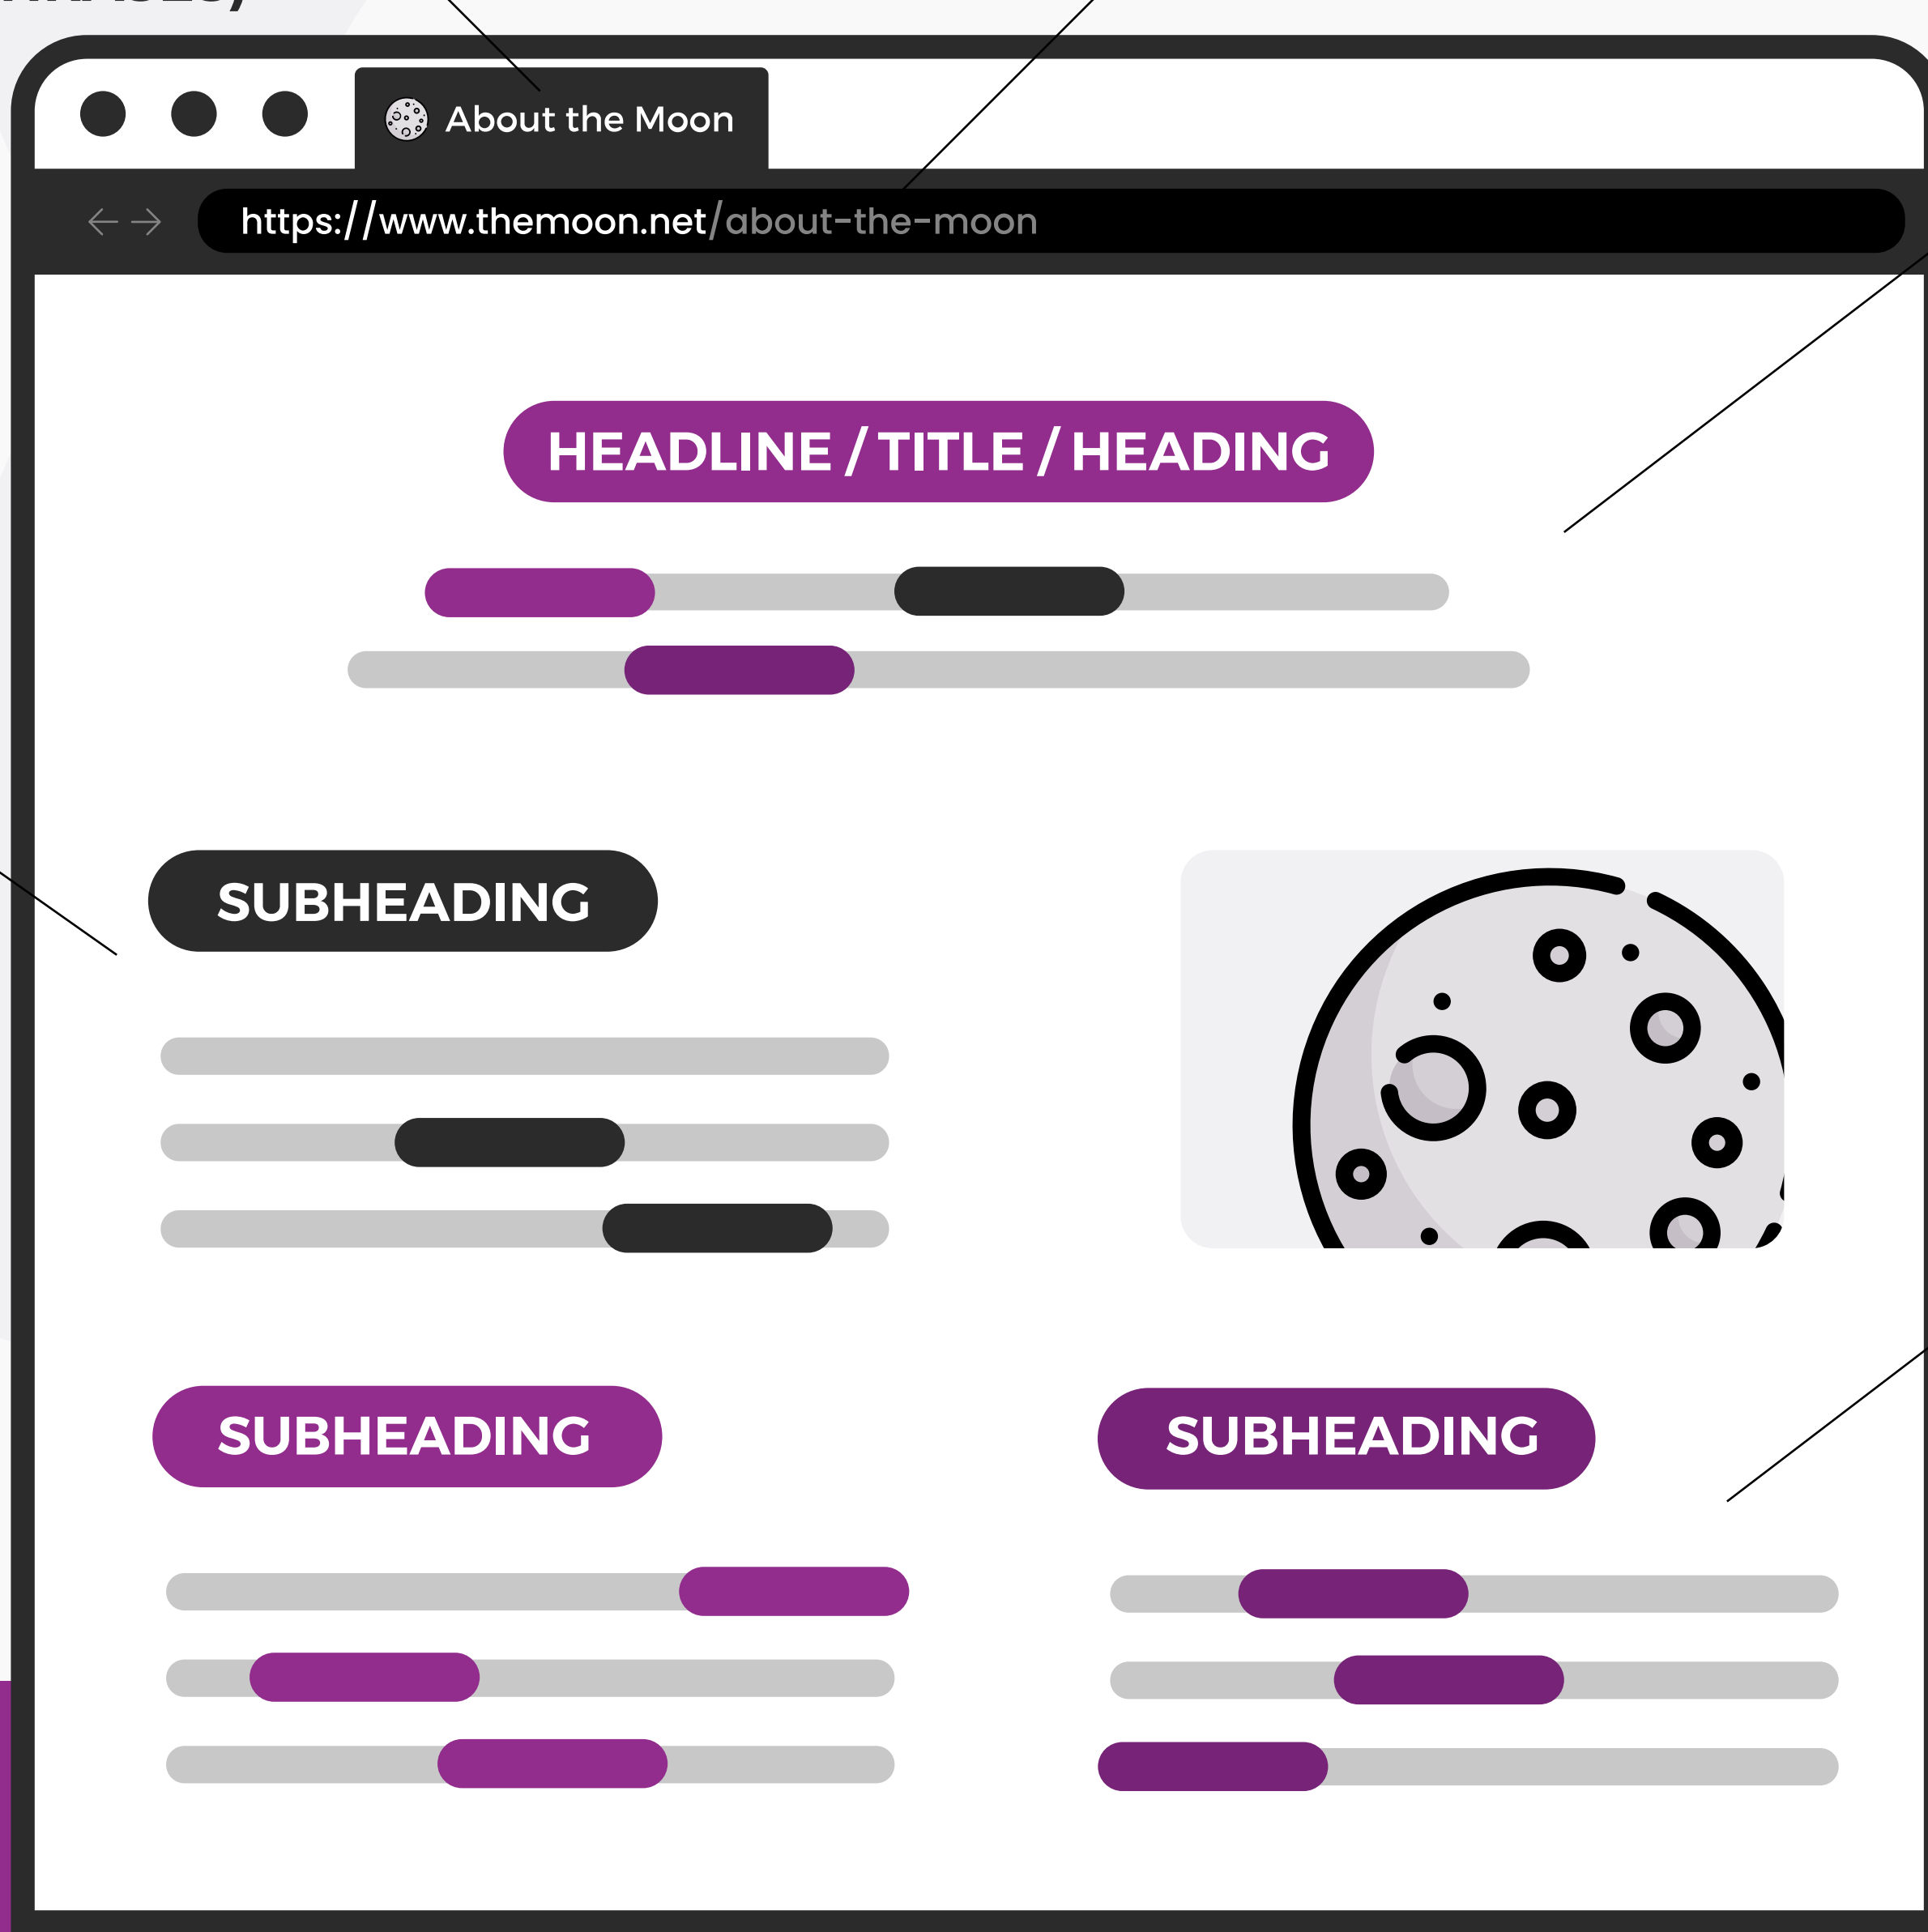 About the Moon
https://www.themoon.net/about-the-moon
HEADLINE / TITLE / HEADING
SUBHEADING
SUBHEADING
SUBHEADING